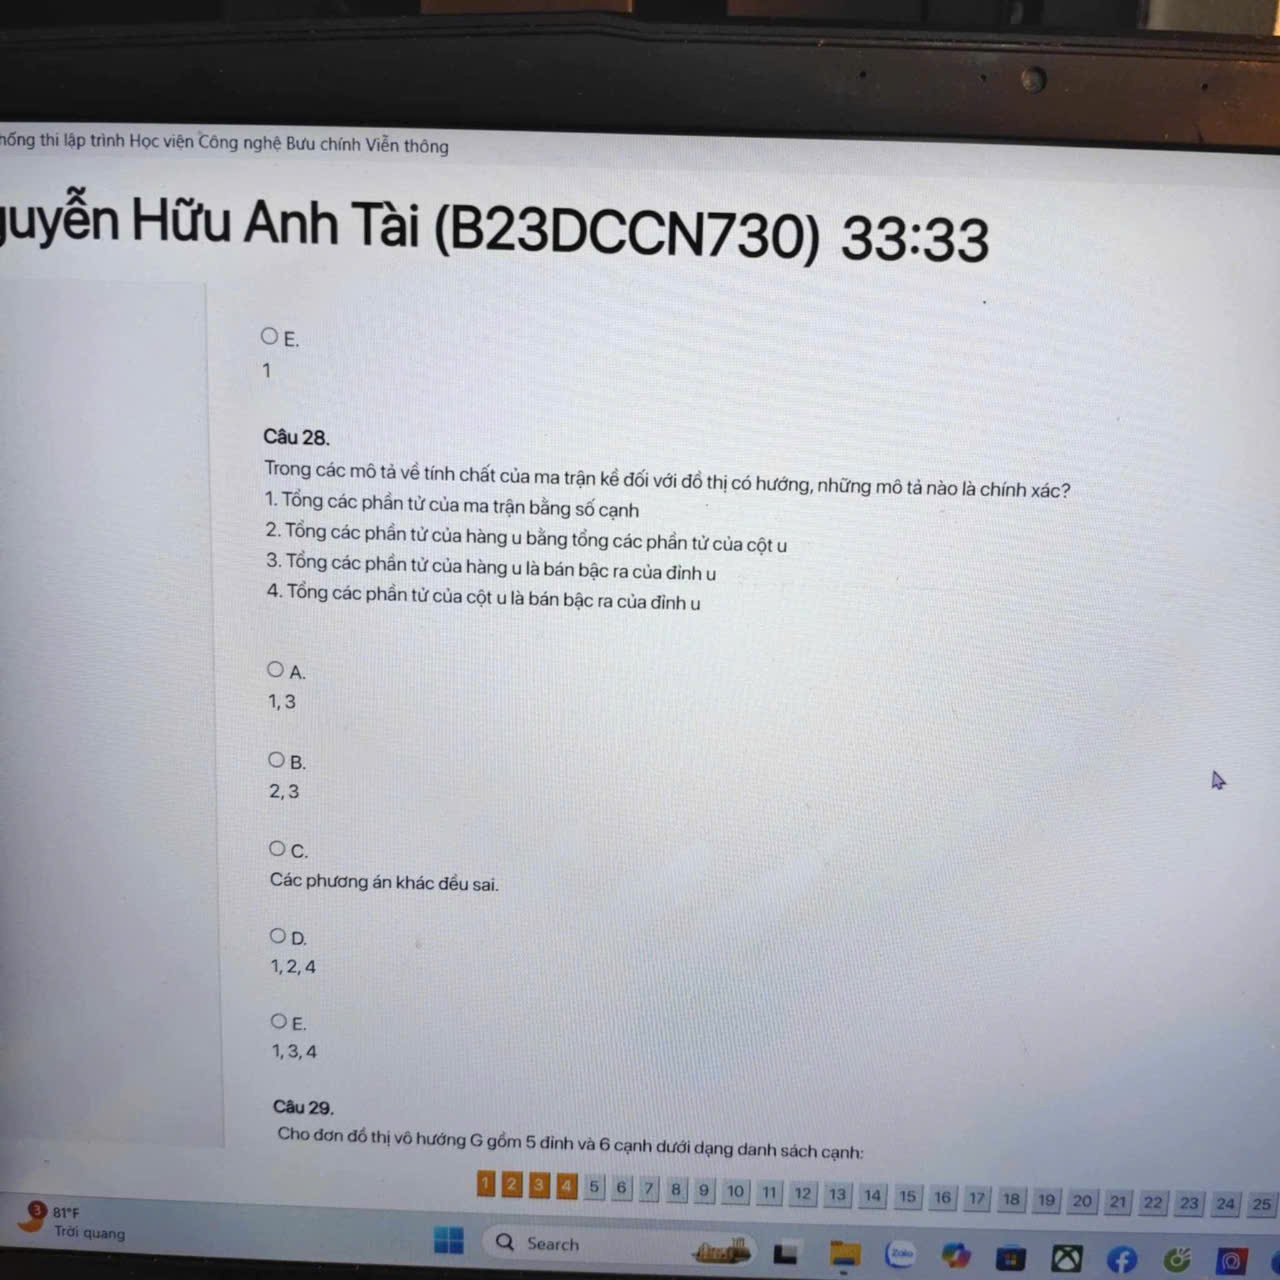 hống thi lập trình Học viện Công nghệ Bưu chính Viễn thông
guyễn Hữu Anh Tài (B23DCCN730) 33:33
E.
1
Câu 28.
Trong các mô tả về tính chất của ma trận kề đối với đồ thị có hướng, những mô tả nào là chính xác?
1. Tổng các phần tử của ma trận bằng số cạnh
2. Tổng các phần tử của hàng u bằng tổng các phần tử của cột u
3. Tổng các phần tử của hàng u là bán bậc ra của đỉnh u
4. Tổng các phần tử của cột u là bán bậc ra của đỉnh u
A.
1, 3
B.
2, 3
C.
Các phương án khác đều sai.
D.
1, 2, 4
E.
1, 3, 4
Câu 29.
Cho đơn đồ thị vô hướng G gồm 5 đỉnh và 6 cạnh dưới dạng danh sách cạnh:
1 2 3 4 5 6 7 8 9 10 11 12 13 14 15 16 17 18 19 20 21 22 23 24 25
3 81°F
Trời quang
Search
Zalo